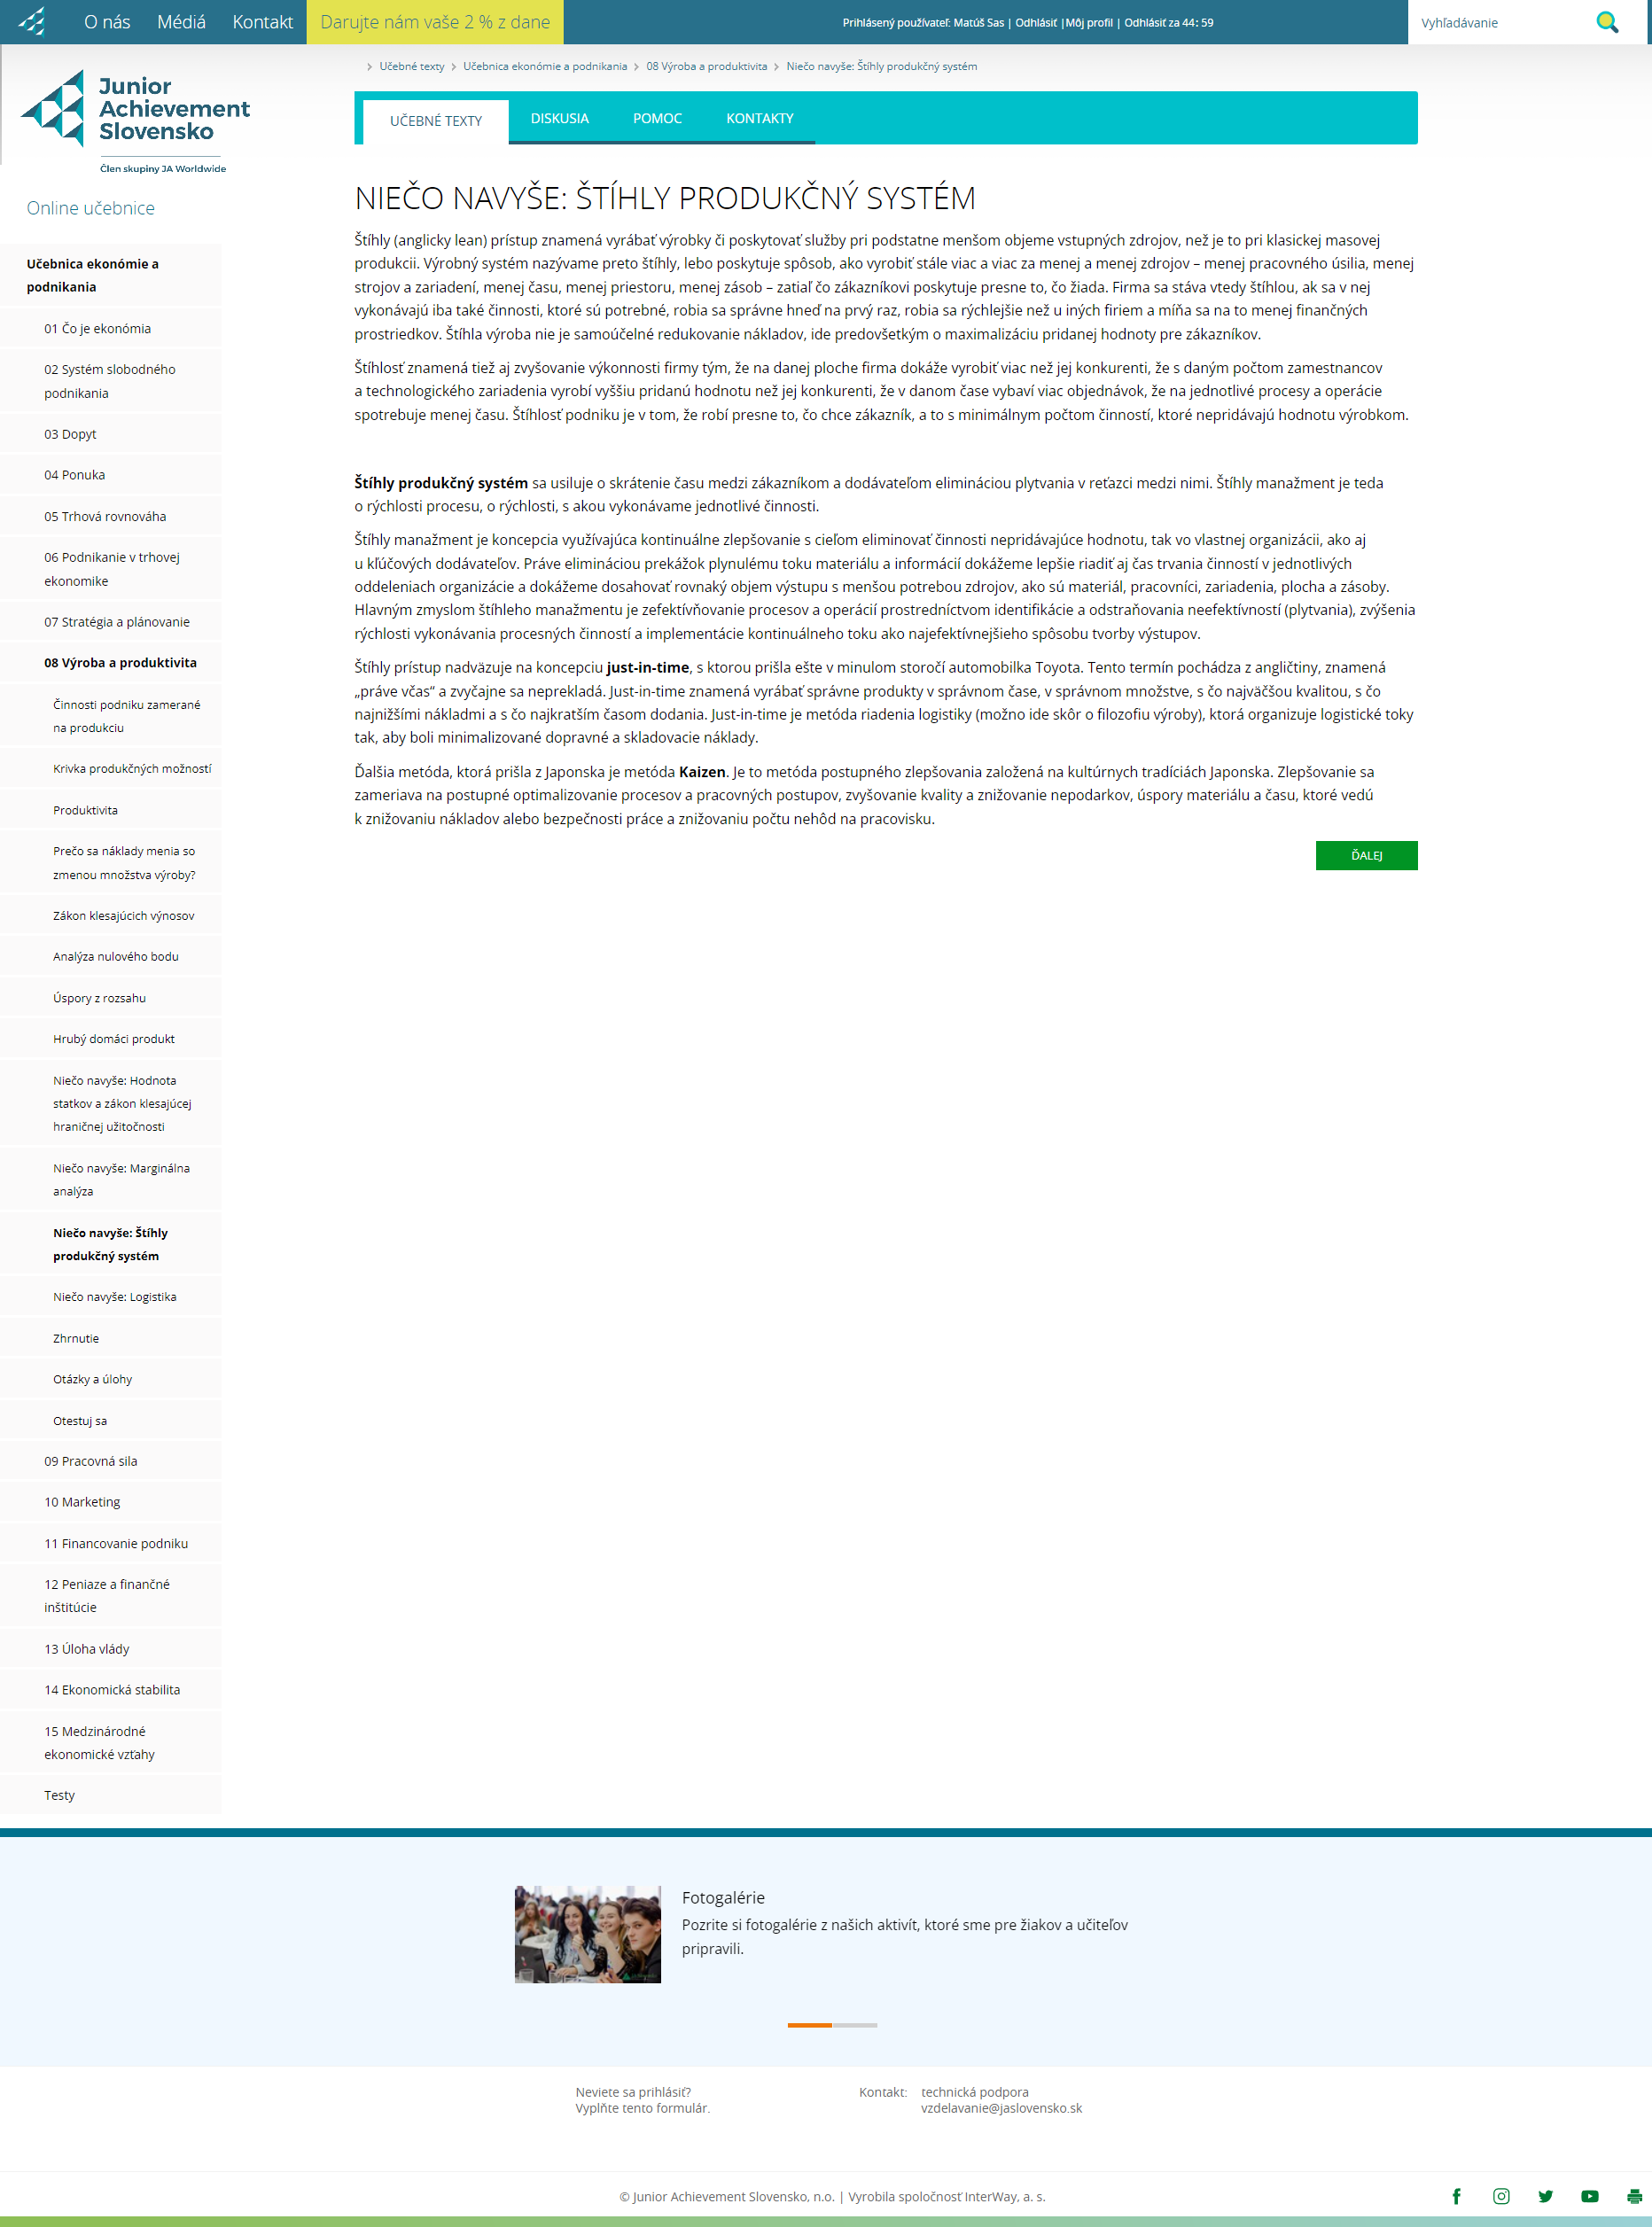 O nás Médiá Kontakt Darujte nám vaše 2 % z dane Prihlásený používateľ: Matúš Sas | Odhlásiť |Môj profil | Odhlásiť za 44: 59 Vyhľadávanie
Junior
Achievement
Slovensko
Člen skupiny JA Worldwide
Učebné texty Učebnica ekonómie a podnikania 08 Výroba a produktivita Niečo navyše: Štíhly produkčný systém
UČEBNÉ TEXTY DISKUSIA POMOC KONTAKTY
Online učebnice
Učebnica ekonómie a
podnikania
01 Čo je ekonómia
02 Systém slobodného
podnikania
03 Dopyt
04 Ponuka
05 Trhová rovnováha
06 Podnikanie v trhovej
ekonomike
07 Stratégia a plánovanie
08 Výroba a produktivita
Činnosti podniku zamerané
na produkciu
Krivka produkčných možností
Produktivita
Prečo sa náklady menia so
zmenou množstva výroby?
Zákon klesajúcich výnosov
Analýza nulového bodu
Úspory z rozsahu
Hrubý domáci produkt
Niečo navyše: Hodnota
statkov a zákon klesajúcej
hraničnej užitočnosti
Niečo navyše: Marginálna
analýza
Niečo navyše: Štíhly
produkčný systém
Niečo navyše: Logistika
Zhrnutie
Otázky a úlohy
Otestuj sa
09 Pracovná sila
10 Marketing
11 Financovanie podniku
12 Peniaze a finančné
inštitúcie
13 Úloha vlády
14 Ekonomická stabilita
15 Medzinárodné
ekonomické vzťahy
Testy
NIEČO NAVYŠE: ŠTÍHLY PRODUKČNÝ SYSTÉM
Štíhly (anglicky lean) prístup znamená vyrábať výrobky či poskytovať služby pri podstatne menšom objeme vstupných zdrojov, než je to pri klasickej masovej
produkcii. Výrobný systém nazývame preto štíhly, lebo poskytuje spôsob, ako vyrobiť stále viac a viac za menej a menej zdrojov – menej pracovného úsilia, menej
strojov a zariadení, menej času, menej priestoru, menej zásob – zatiaľ čo zákazníkovi poskytuje presne to, čo žiada. Firma sa stáva vtedy štíhlou, ak sa v nej
vykonávajú iba také činnosti, ktoré sú potrebné, robia sa správne hneď na prvý raz, robia sa rýchlejšie než u iných firiem a míňa sa na to menej finančných
prostriedkov. Štíhla výroba nie je samoúčelné redukovanie nákladov, ide predovšetkým o maximalizáciu pridanej hodnoty pre zákazníkov.
Štíhlosť znamená tiež aj zvyšovanie výkonnosti firmy tým, že na danej ploche firma dokáže vyrobiť viac než jej konkurenti, že s daným počtom zamestnancov
a technologického zariadenia vyrobí vyššiu pridanú hodnotu než jej konkurenti, že v danom čase vybaví viac objednávok, že na jednotlivé procesy a operácie
spotrebuje menej času. Štíhlosť podniku je v tom, že robí presne to, čo chce zákazník, a to s minimálnym počtom činností, ktoré nepridávajú hodnotu výrobkom.
Štíhly produkčný systém sa usiluje o skrátenie času medzi zákazníkom a dodávateľom elimináciou plytvania v reťazci medzi nimi. Štíhly manažment je teda
o rýchlosti procesu, o rýchlosti, s akou vykonávame jednotlivé činnosti.
Štíhly manažment je koncepcia využívajúca kontinuálne zlepšovanie s cieľom eliminovať činnosti nepridávajúce hodnotu, tak vo vlastnej organizácii, ako aj
u kľúčových dodávateľov. Práve elimináciou prekážok plynulému toku materiálu a informácií dokážeme lepšie riadiť aj čas trvania činností v jednotlivých
oddeleniach organizácie a dokážeme dosahovať rovnaký objem výstupu s menšou potrebou zdrojov, ako sú materiál, pracovníci, zariadenia, plocha a zásoby.
Hlavným zmyslom štíhleho manažmentu je zefektívňovanie procesov a operácií prostredníctvom identifikácie a odstraňovania neefektívností (plytvania), zvýšenia
rýchlosti vykonávania procesných činností a implementácie kontinuálneho toku ako najefektívnejšieho spôsobu tvorby výstupov.
Štíhly prístup nadväzuje na koncepciu just-in-time, s ktorou prišla ešte v minulom storočí automobilka Toyota. Tento termín pochádza z angličtiny, znamená
„práve včas“ a zvyčajne sa neprekladá. Just-in-time znamená vyrábať správne produkty v správnom čase, v správnom množstve, s čo najväčšou kvalitou, s čo
najnižšími nákladmi a s čo najkratším časom dodania. Just-in-time je metóda riadenia logistiky (možno ide skôr o filozofiu výroby), ktorá organizuje logistické toky
tak, aby boli minimalizované dopravné a skladovacie náklady.
Ďalšia metóda, ktorá prišla z Japonska je metóda Kaizen. Je to metóda postupného zlepšovania založená na kultúrnych tradíciách Japonska. Zlepšovanie sa
zameriava na postupné optimalizovanie procesov a pracovných postupov, zvyšovanie kvality a znižovanie nepodarkov, úspory materiálu a času, ktoré vedú
k znižovaniu nákladov alebo bezpečnosti práce a znižovaniu počtu nehôd na pracovisku.
ĎALEJ
Fotogalérie
Pozrite si fotogalérie z našich aktivít, ktoré sme pre žiakov a učiteľov
pripravili.
Neviete sa prihlásiť?
Vyplňte tento formulár.
Kontakt: technická podpora
vzdelavanie@jaslovensko.sk
© Junior Achievement Slovensko, n.o. | Vyrobila spoločnosť InterWay, a. s.